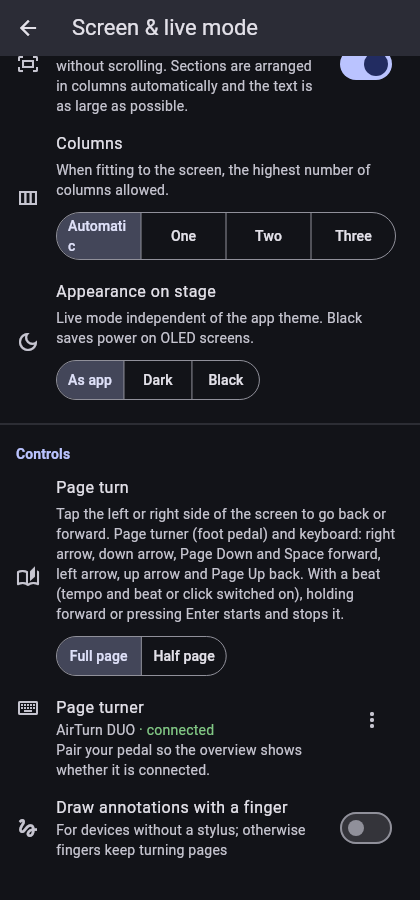 Screen & live mode
without scrolling. Sections are arranged
in columns automatically and the text is
as large as possible.
Columns
When fitting to the screen, the highest number of
columns allowed.
Automati
c
One
Two
Three
Appearance on stage
Live mode independent of the app theme. Black
saves power on OLED screens.
As app
Dark
Black
Controls
Page turn
Tap the left or right side of the screen to go back or
forward. Page turner (foot pedal) and keyboard: right
arrow, down arrow, Page Down and Space forward,
left arrow, up arrow and Page Up back. With a beat
(tempo and beat or click switched on), holding
forward or pressing Enter starts and stops it.
Full page
Half page
Page turner
AirTurn DUO · connected
Pair your pedal so the overview shows
whether it is connected.
Draw annotations with a finger
For devices without a stylus; otherwise
fingers keep turning pages